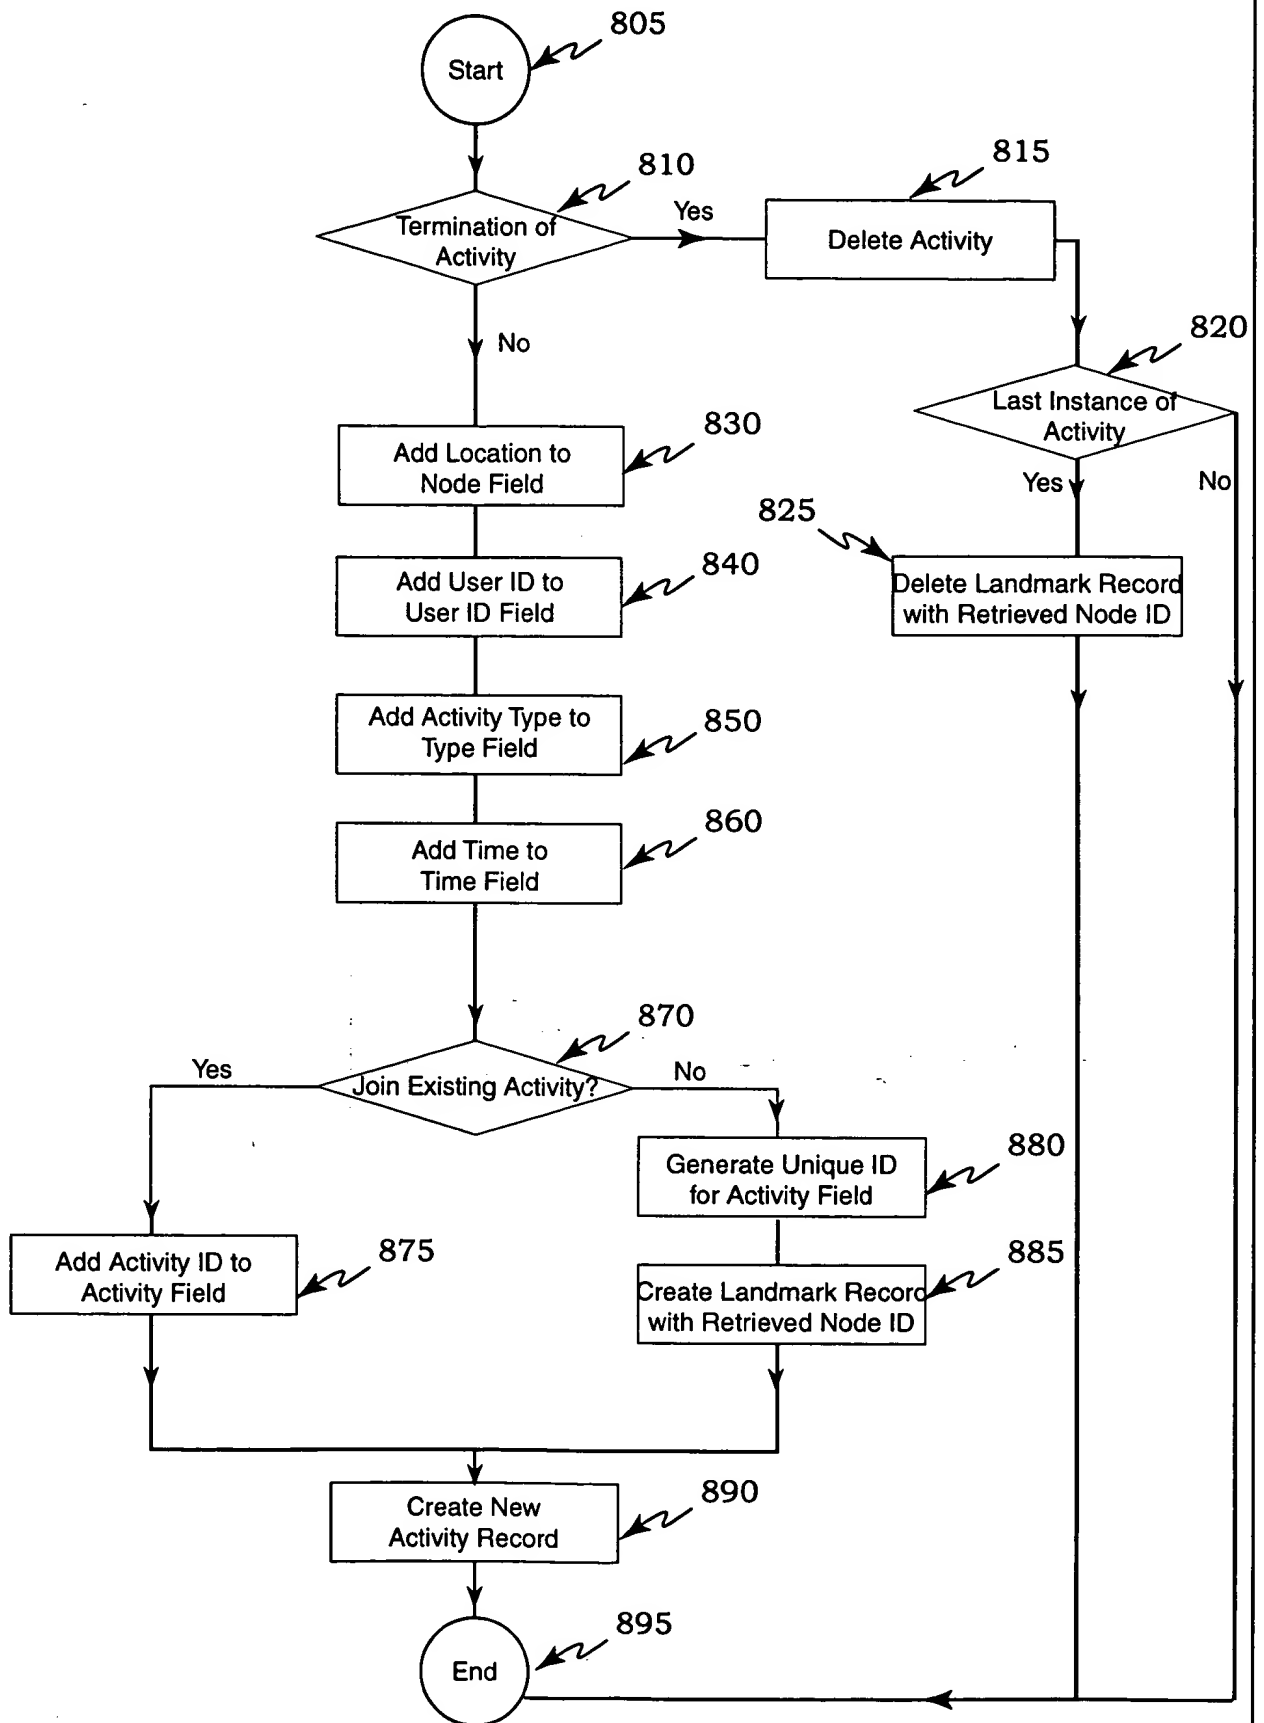 805
Start
810
815
Termination of
Activity
Yes
Delete Activity
820
No
Last Instance of
Activity
830
Add Location to
Node Field
Yes
No
825
840
Add User ID to
User ID Field
Delete Landmark Record
with Retrieved Node ID
850
Add Activity Type to
Type Field
860
Add Time to
Time Field
870
Yes
Join Existing Activity?
No
880
Generate Unique ID
for Activity Field
875
Add Activity ID to
Activity Field
885
Create Landmark Record
with Retrieved Node ID
890
Create New
Activity Record
895
End